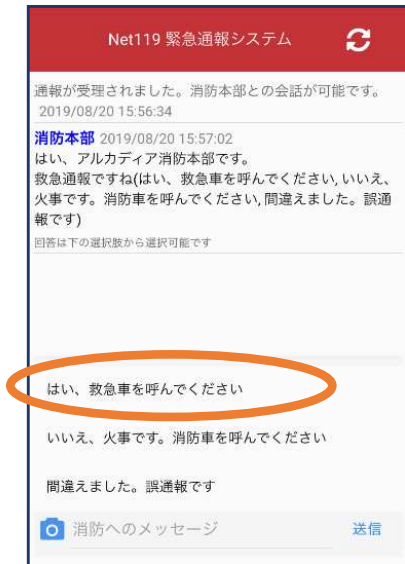 Net119 緊急通報システム
通報が受理されました。消防本部との会話が可能です。
2019/08/20 15:56:34
消防本部 2019/08/20 15:57:02
はい、アルカディア消防本部です。
救急通報ですね(はい、救急車を呼んでください, いいえ、
火事です。消防車を呼んでください, 間違えました。誤通
報です)
回答は下の選択肢から選択可能です
はい、救急車を呼んでください
いいえ、火事です。消防車を呼んでください
間違えました。誤通報です
消防へのメッセージ 送信